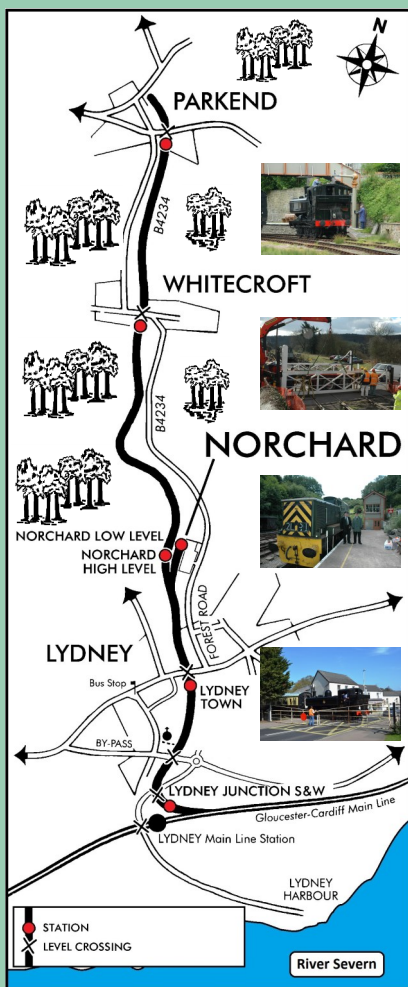 N
PARKEND
B4234
WHITECROFT
B4234
NORCHARD
NORCHARD LOW LEVEL
NORCHARD
HIGH LEVEL
FOREST ROAD
LYDNEY
Bus Stop
LYDNEY
TOWN
BY-PASS
LYDNEY JUNCTION S&W
Gloucester-Cardiff Main Line
LYDNEY Main Line Station
LYDNEY
HARBOUR
STATION
LEVEL CROSSING
River Severn